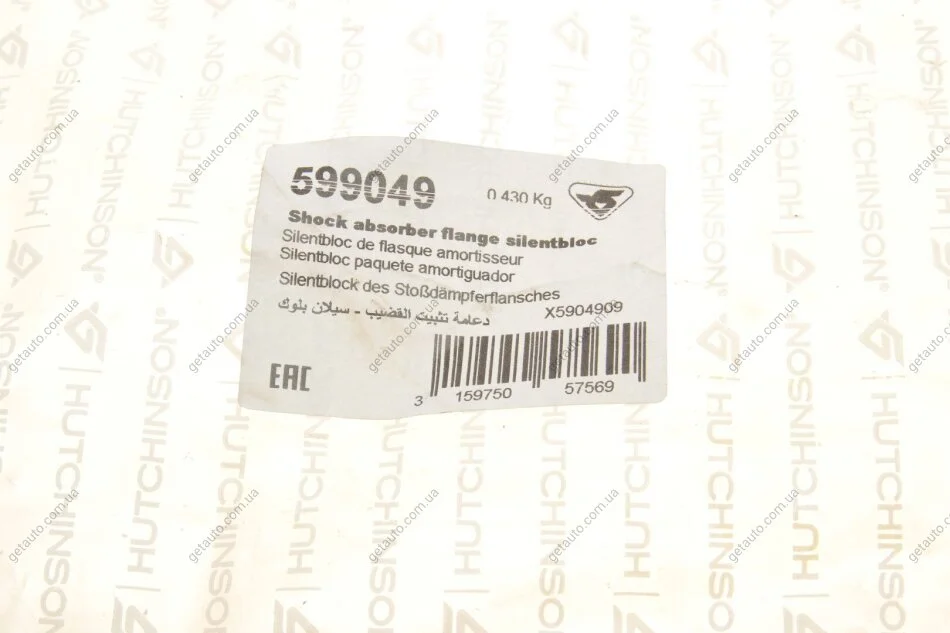 599049
0.430 Kg
Shock absorber flange silentbloc
Silentbloc de flasque amortisseur
Silentbloc paquete amortiguador
Silentblock des Stoßdämpferflansches
دعامة تثبيت القضيب - سيلان بلوك
X5904909
EAC
3 159750 57569
HUTCHINSON
getauto.com.ua